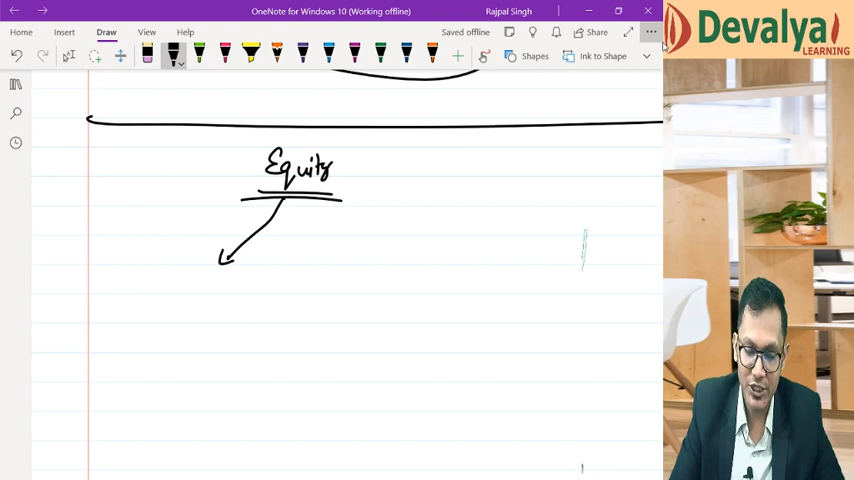 OneNote for Windows 10 (Working offline)
Rajpal Singh
Home Insert Draw View Help
Saved offline
Share
Shapes
Ink to Shape
Devalya
LEARNING
Equity